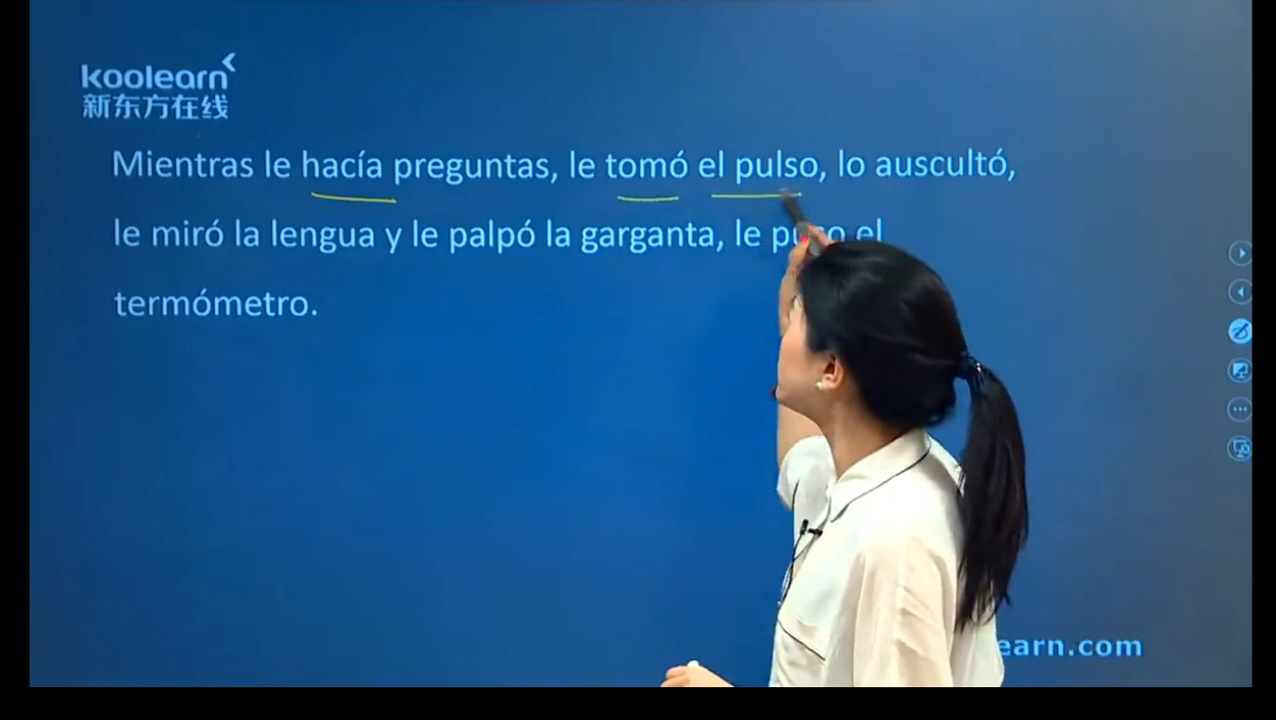 koolearn
新东方在线
Mientras le hacía preguntas, le tomó el pulso, lo auscultó,
le miró la lengua y le palpó la garganta, le el
termómetro.
earn.com